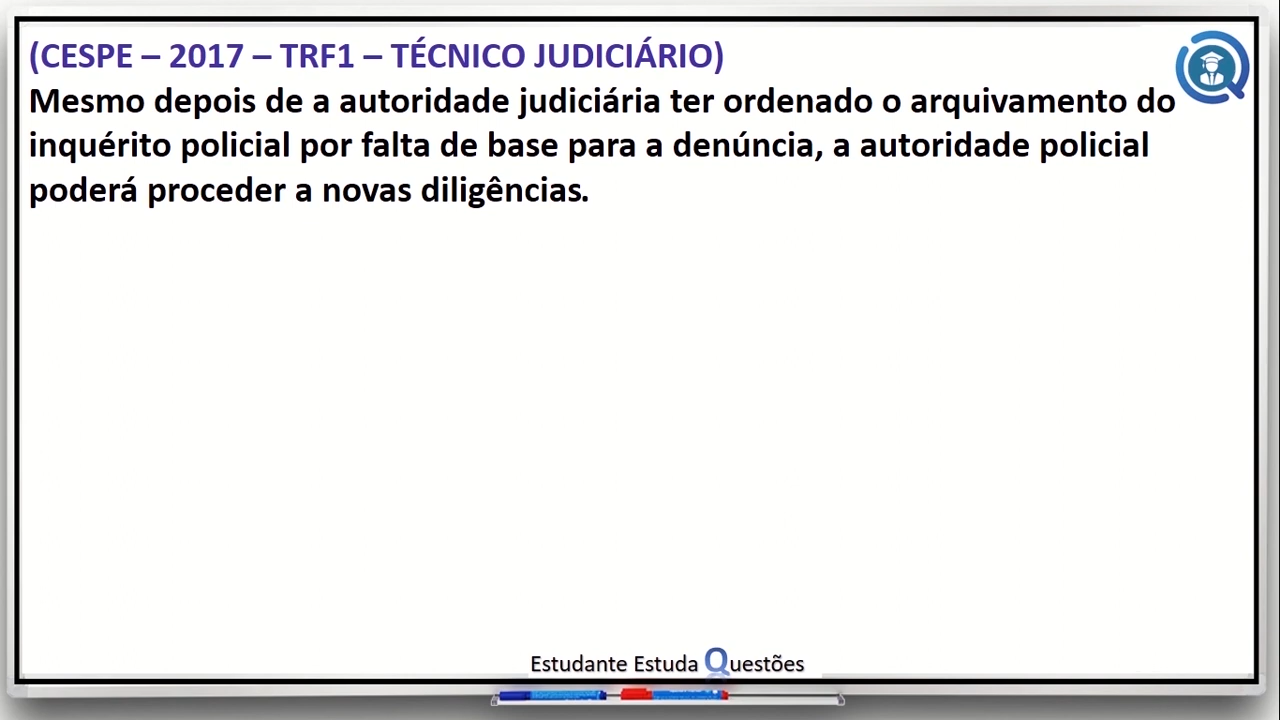 (CESPE – 2017 – TRF1 – TÉCNICO JUDICIÁRIO)
Mesmo depois de a autoridade judiciária ter ordenado o arquivamento do
inquérito policial por falta de base para a denúncia, a autoridade policial
poderá proceder a novas diligências.
Estudante Estuda Questões